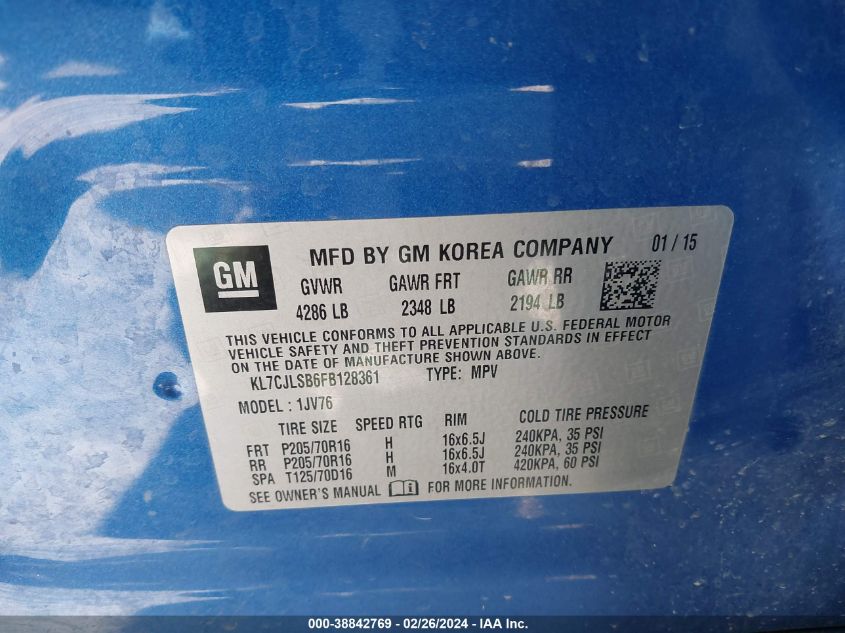 GM
MFD BY GM KOREA COMPANY 01 / 15
GVWR GAWR FRT GAWR RR
4286 LB 2348 LB 2194 LB
THIS VEHICLE CONFORMS TO ALL APPLICABLE U.S. FEDERAL MOTOR
VEHICLE SAFETY AND THEFT PREVENTION STANDARDS IN EFFECT
ON THE DATE OF MANUFACTURE SHOWN ABOVE.
KL7CJLSB6FB128361 TYPE: MPV
MODEL : 1JV76
TIRE SIZE SPEED RTG RIM COLD TIRE PRESSURE
FRT P205/70R16 H 16x6.5J 240KPA, 35 PSI
RR P205/70R16 H 16x6.5J 240KPA, 35 PSI
SPA T125/70D16 M 16x4.0T 420KPA, 60 PSI
SEE OWNER'S MANUAL FOR MORE INFORMATION.
000-38842769 - 02/26/2024 - © IAA, Inc.